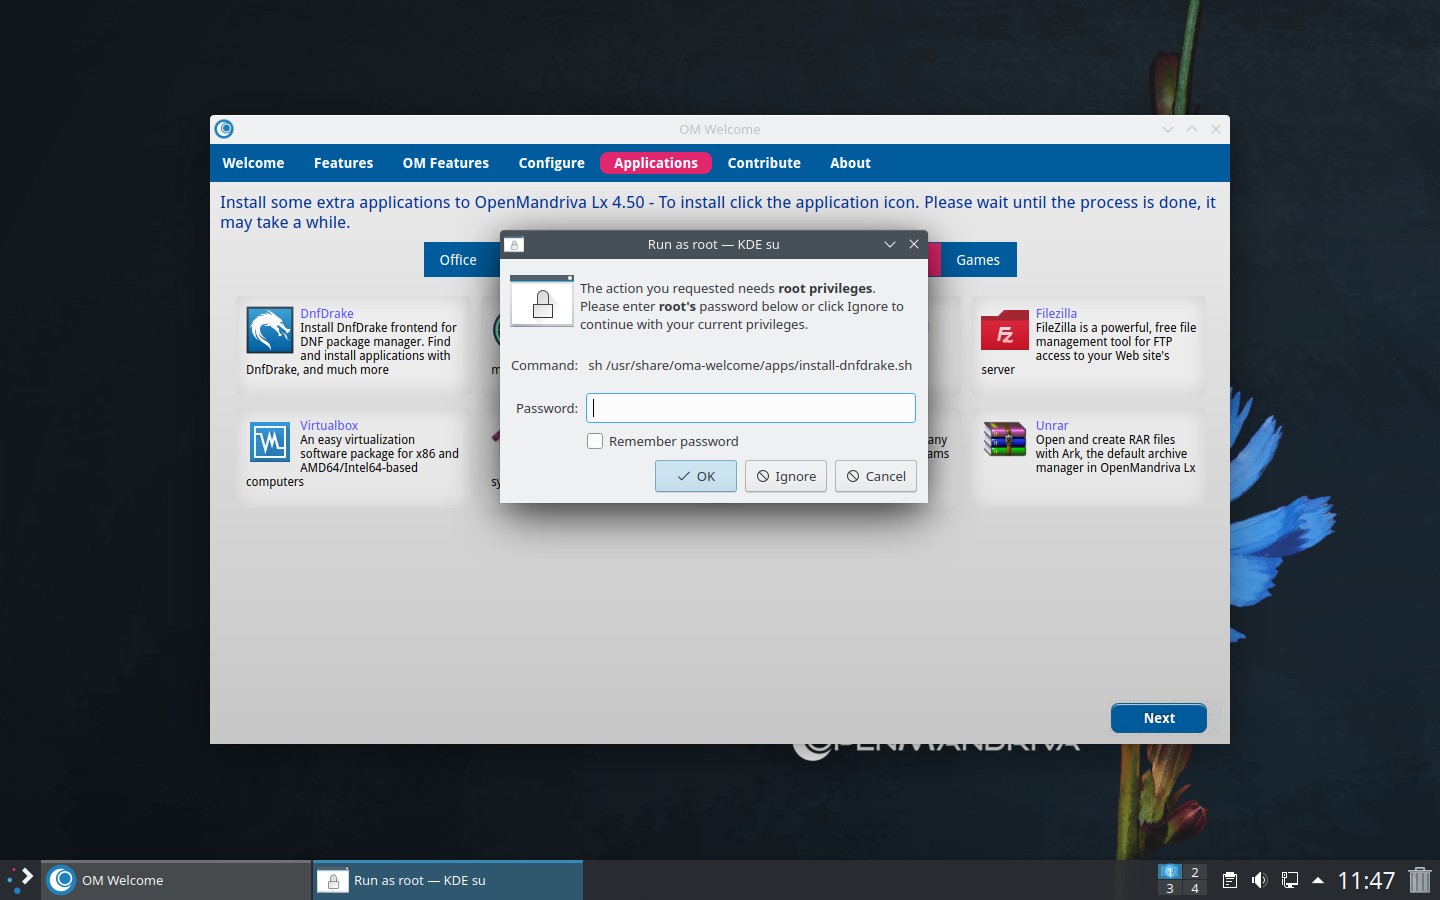 OM Welcome
Welcome
Features
OM Features
Configure
Applications
Contribute
About
Install some extra applications to OpenMandriva Lx 4.50 - To install click the application icon. Please wait until the process is done, it
may take a while.
Office
Games
Run as root — KDE su
The action you requested needs root privileges.
Please enter root's password below or click Ignore to
continue with your current privileges.
Command: sh /usr/share/oma-welcome/apps/install-dnfdrake.sh
Password:
Remember password
OK
Ignore
Cancel
DnfDrake
Install DnfDrake frontend for
DNF package manager. Find
and install applications with
DnfDrake, and much more
Filezilla
FileZilla is a powerful, free file
management tool for FTP
access to your Web site's
server
Virtualbox
An easy virtualization
software package for x86 and
AMD64/Intel64-based
computers
Unrar
Open and create RAR files
with Ark, the default archive
manager in OpenMandriva Lx
Next
OPENMANDRIVA
OM Welcome
Run as root — KDE su
1 2
3 4
11:47